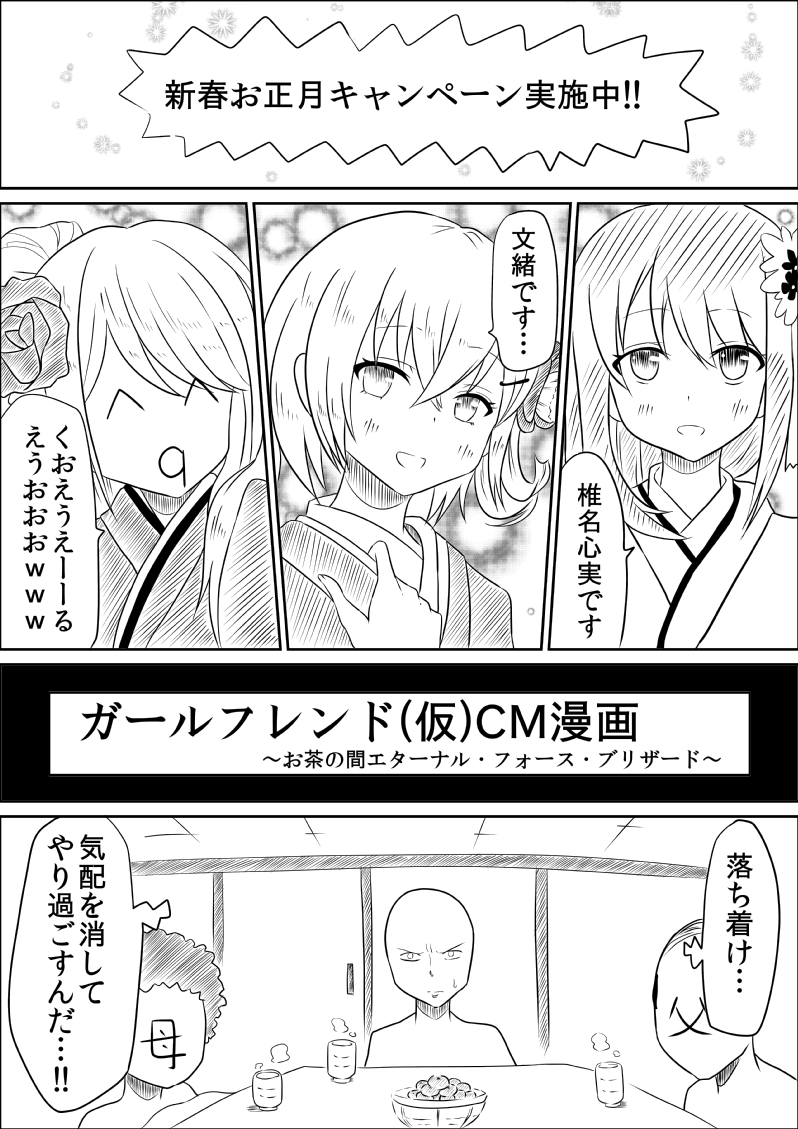 新春お正月キャンペーン実施中!!
椎名心実です
文緒です…
くおえうえーーーる
えうおおおｗｗｗ
ガールフレンド(仮)CM漫画
～お茶の間エターナル・フォース・ブリザード～
落ち着け…
父
気配を消して
やり過ごすんだ…!!
母